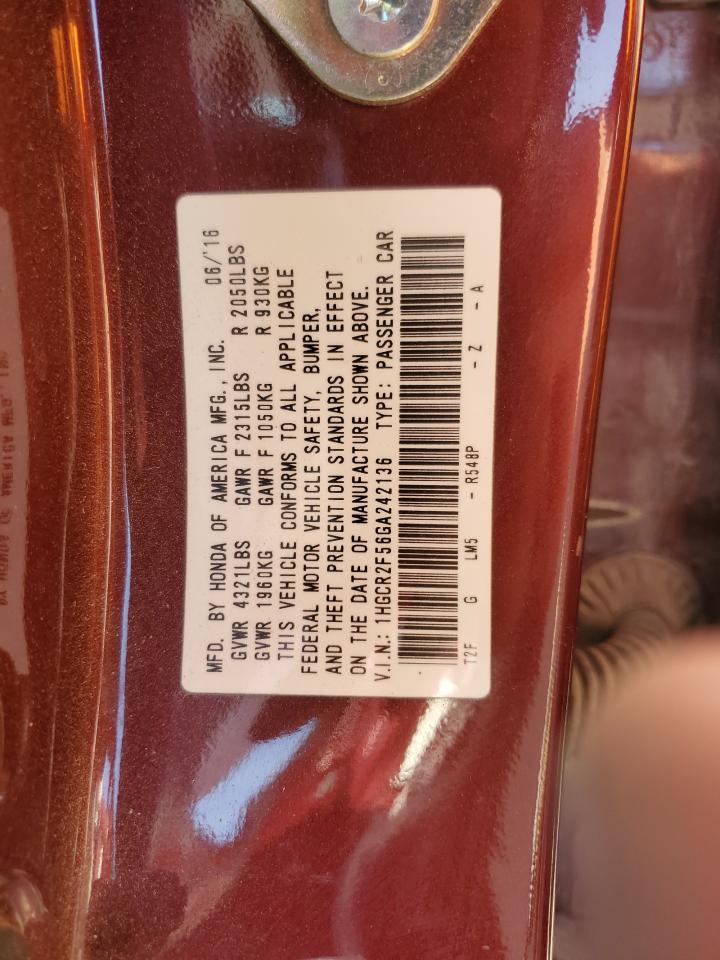 MFD. BY HONDA OF AMERICA MFG., INC. 06/'16
GVWR 4321LBS GAWR F 2315LBS R 2050LBS
GVWR 1960KG GAWR F 1050KG R 930KG
THIS VEHICLE CONFORMS TO ALL APPLICABLE
FEDERAL MOTOR VEHICLE SAFETY, BUMPER,
AND THEFT PREVENTION STANDARDS IN EFFECT
ON THE DATE OF MANUFACTURE SHOWN ABOVE.
V.I.N.: 1HGCR2F56GA242136 TYPE: PASSENGER CAR
T2F G LM5 - R548P - Z - A